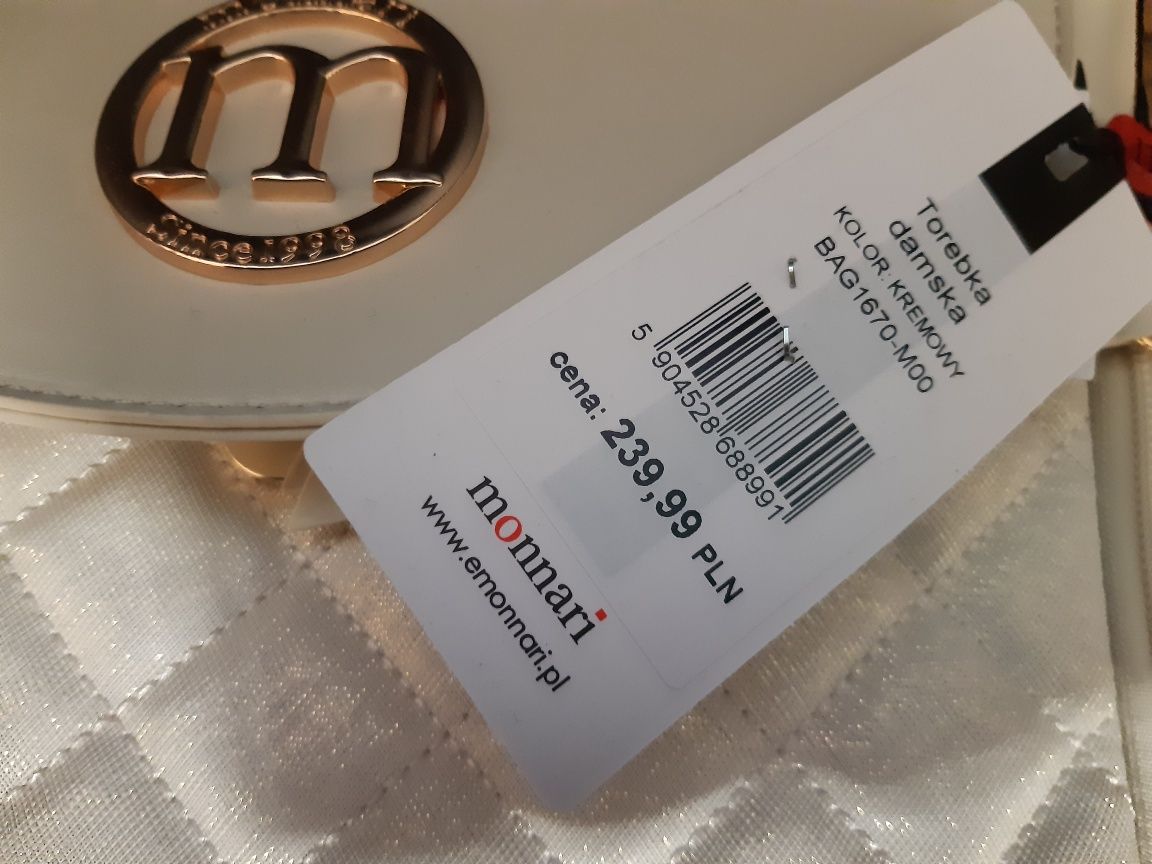 m
Since 1998
Torebka
damska
KOLOR: KREMOWY
BAG1670-M00
5 904528 688991
cena: 239,99 PLN
monnari
www.emonnari.pl